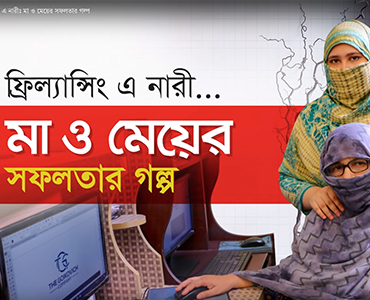 এ নারীঃ মা ও মেয়ের সফলতার গল্প
ফ্রিল্যান্সিং এ নারী...
মা ও মেয়ের
সফলতার গল্প